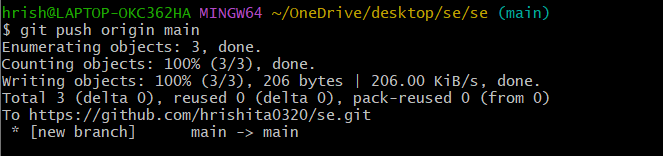 hrish@LAPTOP-OKC362HA MINGW64 ~/OneDrive/desktop/se/se (main)
$ git push origin main
Enumerating objects: 3, done.
Counting objects: 100% (3/3), done.
Writing objects: 100% (3/3), 206 bytes | 206.00 KiB/s, done.
Total 3 (delta 0), reused 0 (delta 0), pack-reused 0 (from 0)
To https://github.com/hrishita0320/se.git
 * [new branch]      main -> main